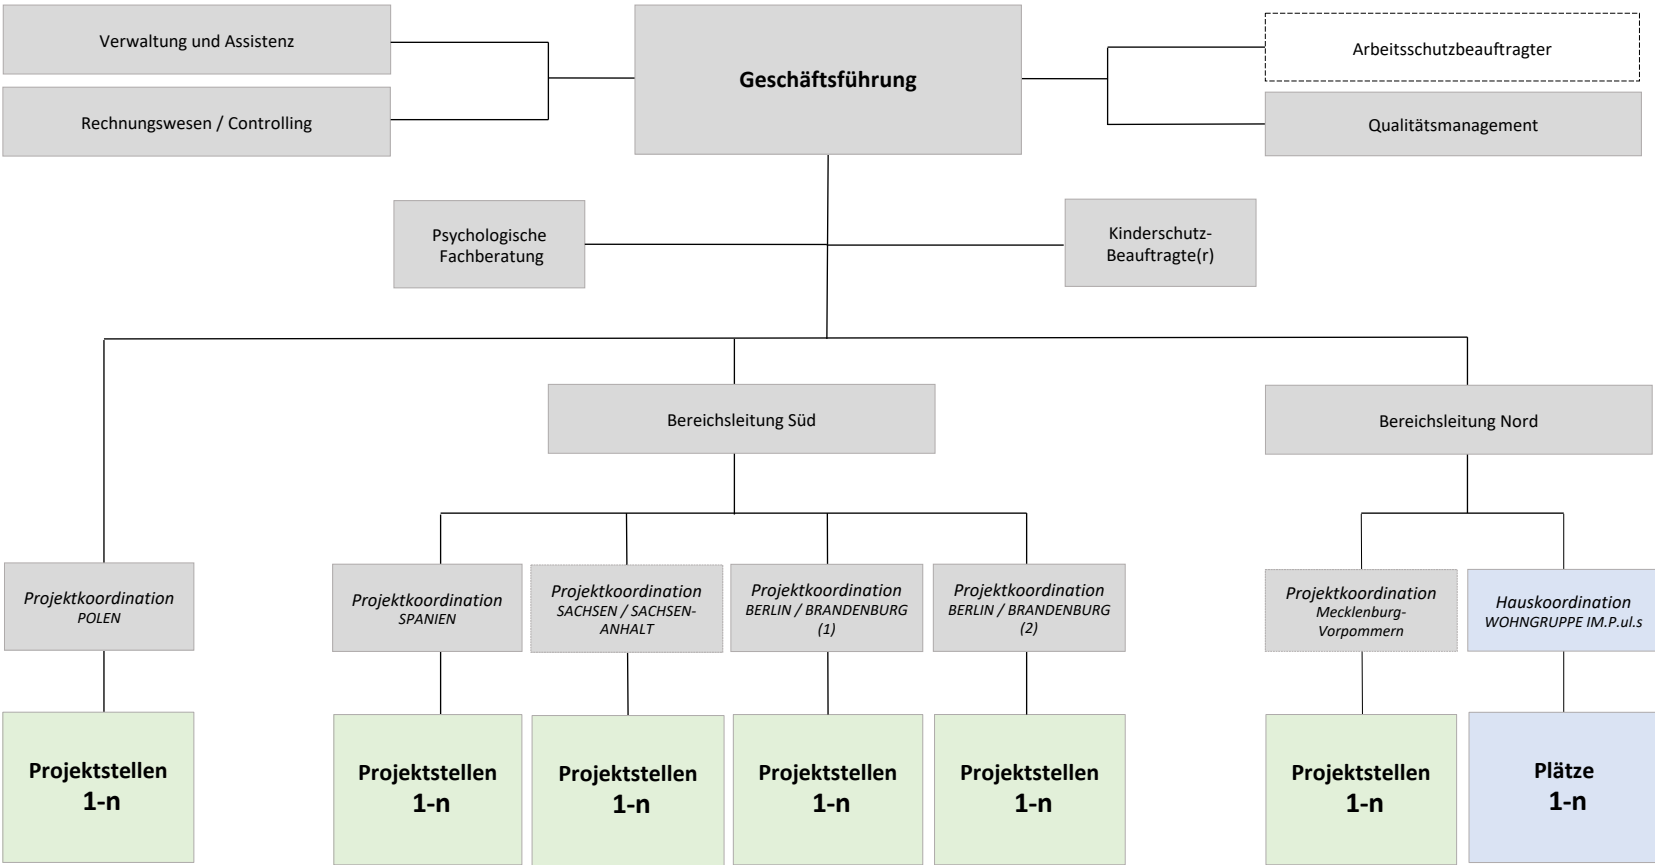 Verwaltung und Assistenz
Rechnungswesen / Controlling
Geschäftsführung
Arbeitsschutzbeauftragter
Qualitätsmanagement
Psychologische
Fachberatung
Kinderschutz-
Beauftragte(r)
Bereichsleitung Süd
Bereichsleitung Nord
Projektkoordination
POLEN
Projektkoordination
SPANIEN
Projektkoordination
SACHSEN / SACHSEN-
ANHALT
Projektkoordination
BERLIN / BRANDENBURG
(1)
Projektkoordination
BERLIN / BRANDENBURG
(2)
Projektkoordination
Mecklenburg-
Vorpommern
Hauskoordination
WOHNGRUPPE IM.P.ul.s
Projektstellen
1-n
Projektstellen
1-n
Projektstellen
1-n
Projektstellen
1-n
Projektstellen
1-n
Projektstellen
1-n
Plätze
1-n